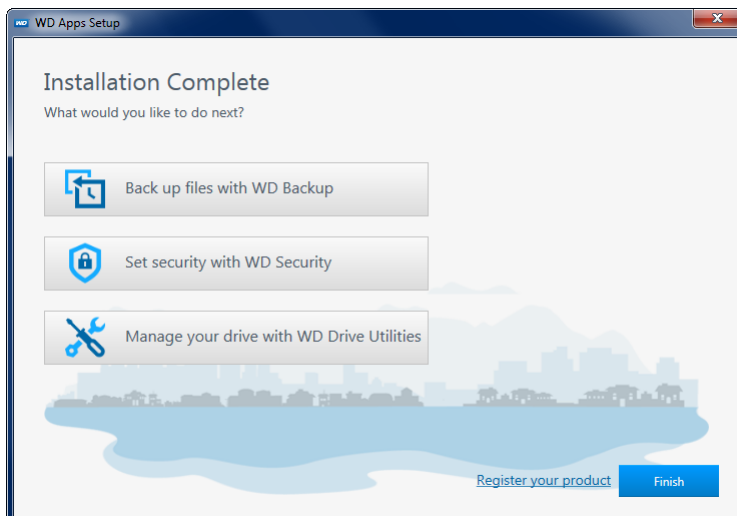 WD WD Apps Setup
Installation Complete
What would you like to do next?
Back up files with WD Backup
Set security with WD Security
Manage your drive with WD Drive Utilities
Register your product
Finish